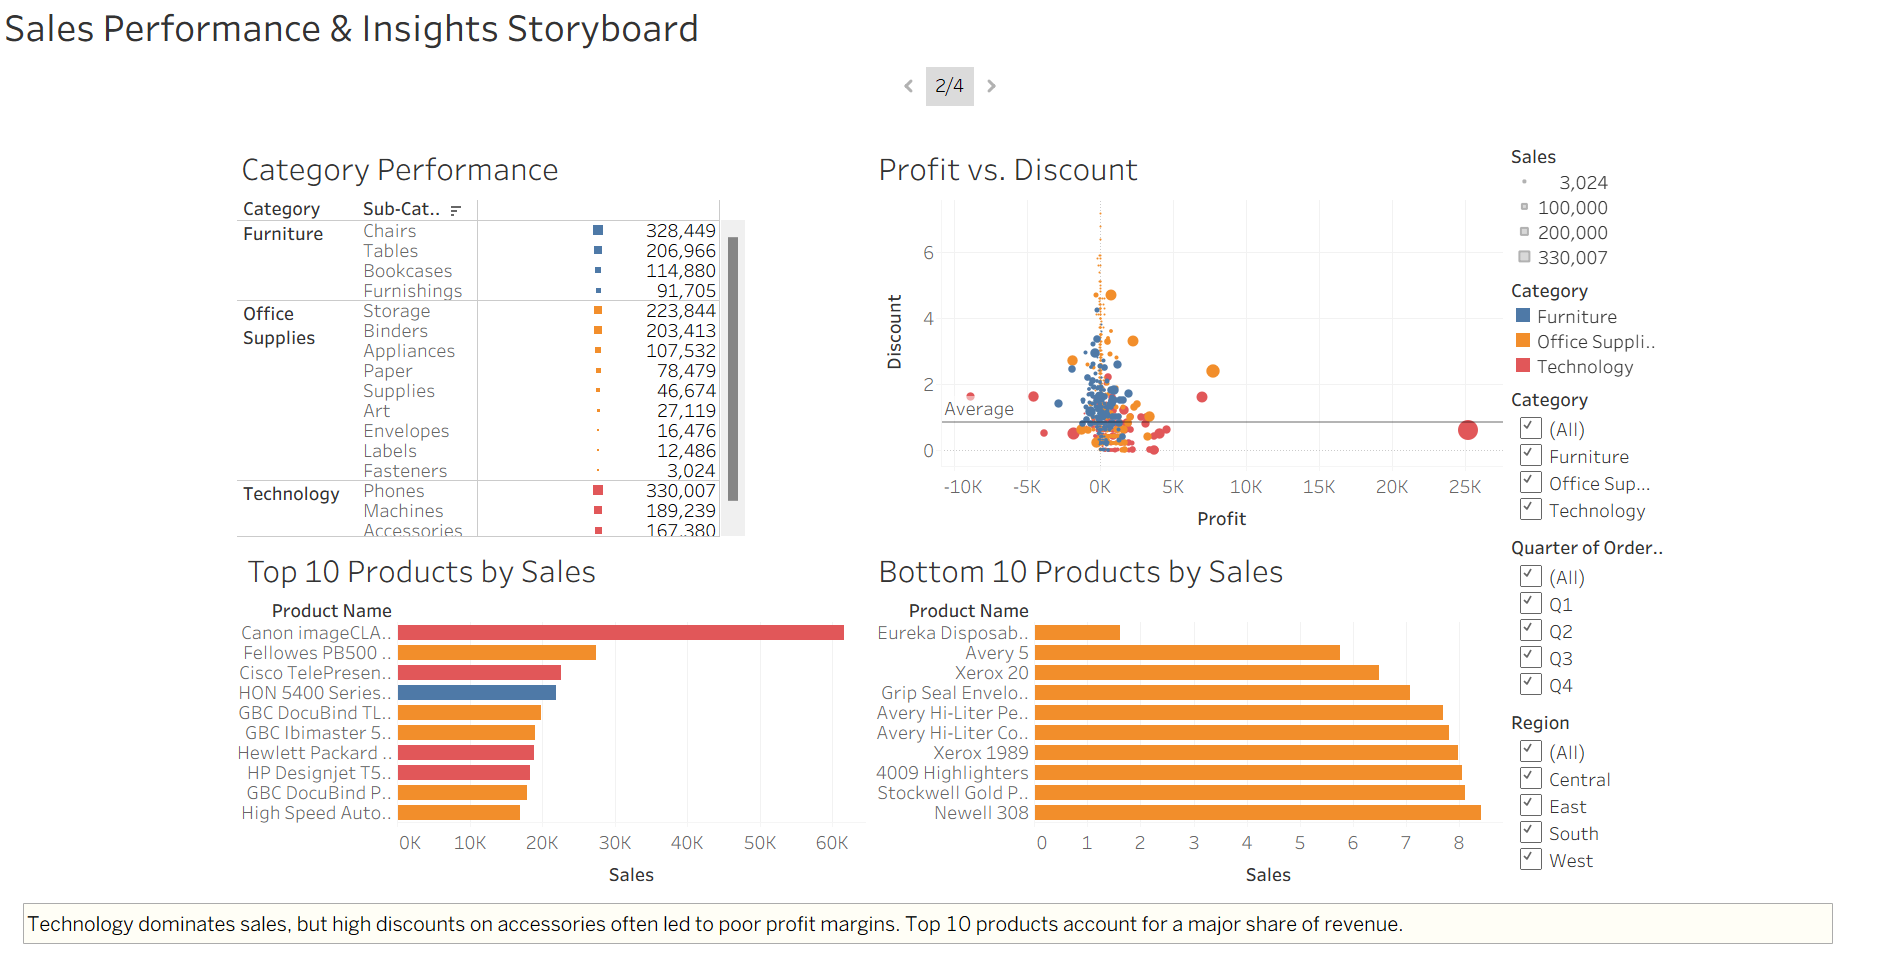 Sales Performance & Insights Storyboard
2/4
Category Performance
Category Sub-Cat..
Furniture
Chairs 328,449
Tables 206,966
Bookcases 114,880
Furnishings 91,705
Office
Supplies
Storage 223,844
Binders 203,413
Appliances 107,532
Paper 78,479
Supplies 46,674
Art 27,119
Envelopes 16,476
Labels 12,486
Fasteners 3,024
Technology
Phones 330,007
Machines 189,239
Accessories 167,380
Profit vs. Discount
Discount
6
4
2
0
Average
-10K -5K 0K 5K 10K 15K 20K 25K
Profit
Top 10 Products by Sales
Product Name
Canon imageCLA..
Fellowes PB500 ..
Cisco TelePresen..
HON 5400 Series..
GBC DocuBind TL..
GBC Ibimaster 5..
Hewlett Packard ..
HP Designjet T5..
GBC DocuBind P..
High Speed Auto..
0K 10K 20K 30K 40K 50K 60K
Sales
Bottom 10 Products by Sales
Product Name
Eureka Disposab..
Avery 5
Xerox 20
Grip Seal Envelo..
Avery Hi-Liter Pe..
Avery Hi-Liter Co..
Xerox 1989
4009 Highlighters
Stockwell Gold P..
Newell 308
0 1 2 3 4 5 6 7 8
Sales
Sales
3,024
100,000
200,000
330,007
Category
Furniture
Office Suppli..
Technology
Category
(All)
Furniture
Office Sup...
Technology
Quarter of Order..
(All)
Q1
Q2
Q3
Q4
Region
(All)
Central
East
South
West
Technology dominates sales, but high discounts on accessories often led to poor profit margins. Top 10 products account for a major share of revenue.